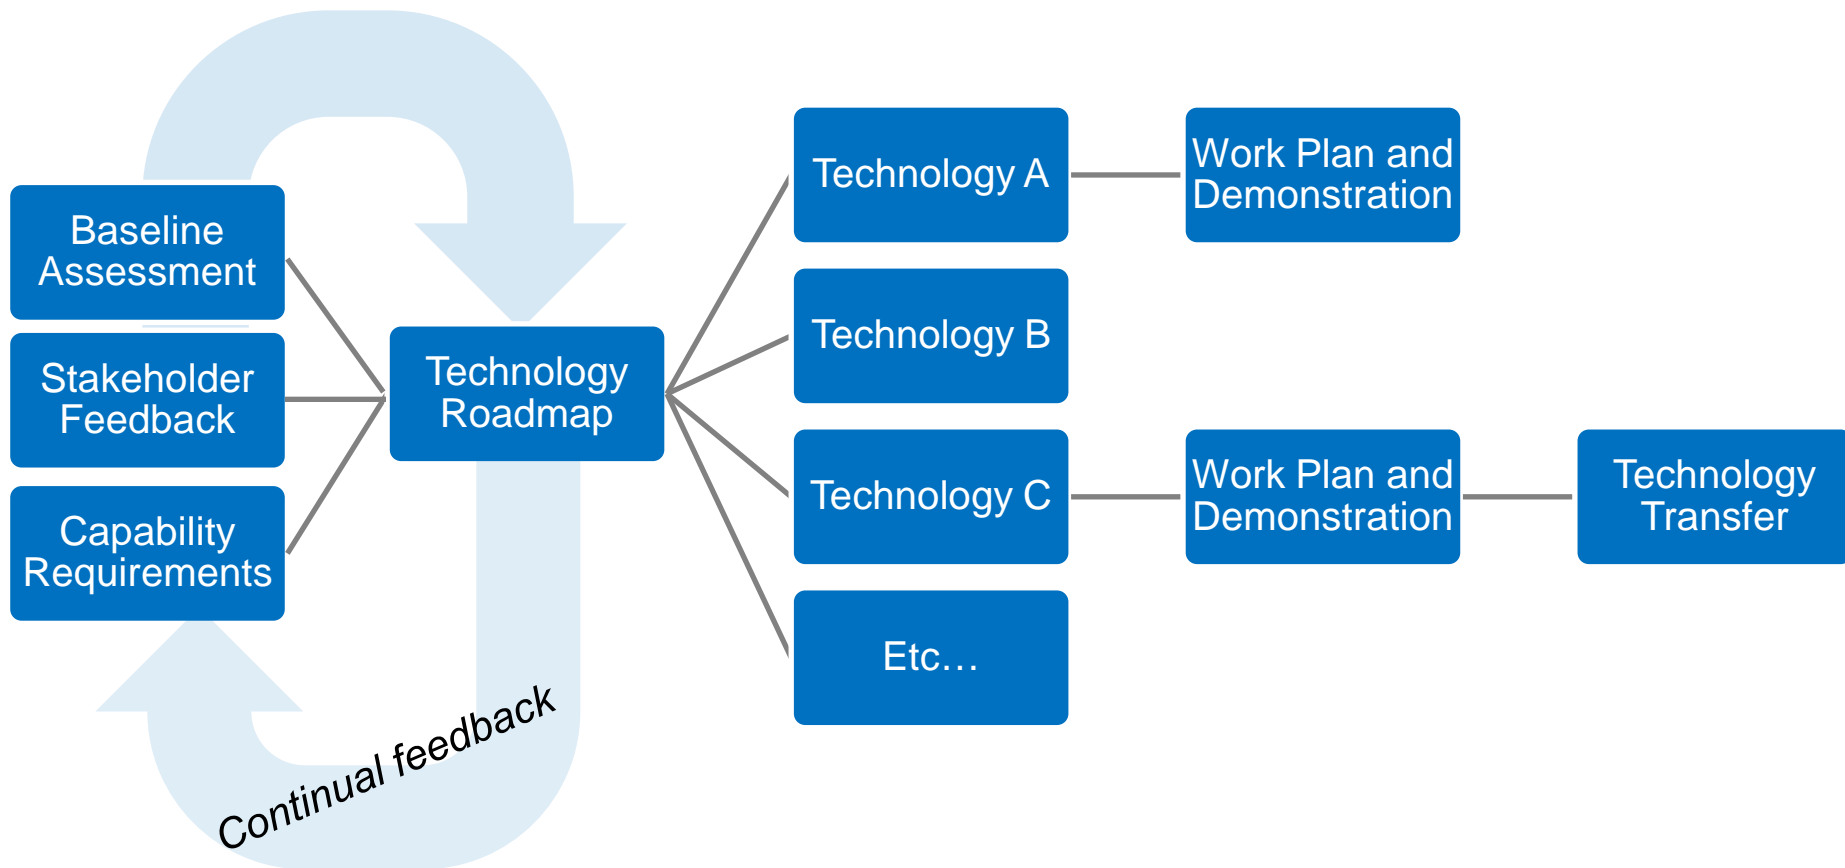 Baseline
Assessment
Stakeholder
Feedback
Capability
Requirements
Technology
Roadmap
Continual feedback
Technology A
Work Plan and
Demonstration
Technology B
Technology C
Work Plan and
Demonstration
Technology
Transfer
Etc…